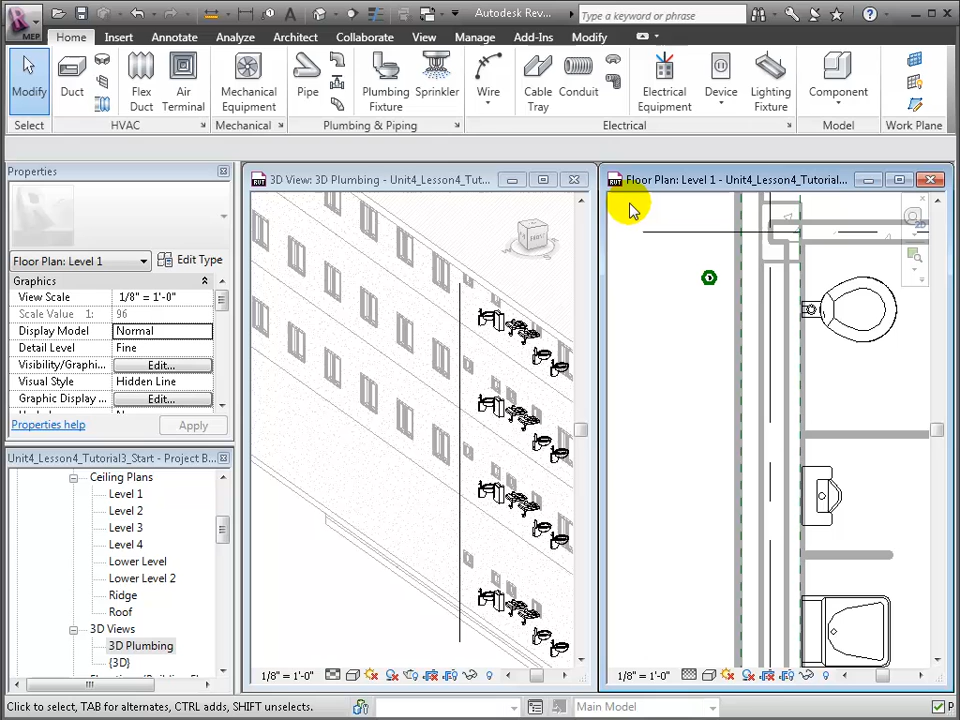 Autodesk Rev...
Type a keyword or phrase
MEP
Home Insert Annotate Analyze Architect Collaborate View Manage Add-Ins Modify
Modify
Duct
Flex Duct
Air Terminal
Mechanical Equipment
Pipe
Plumbing Fixture
Sprinkler
Wire
Cable Tray
Conduit
Electrical Equipment
Device
Lighting Fixture
Component
Select HVAC Mechanical Plumbing & Piping Electrical Model Work Plane
Properties
Floor Plan: Level 1 Edit Type
Graphics
View Scale 1/8" = 1'-0"
Scale Value 1: 96
Display Model Normal
Detail Level Fine
Visibility/Graphi... Edit...
Visual Style Hidden Line
Graphic Display ... Edit...
Properties help Apply
Unit4_Lesson4_Tutorial3_Start - Project B...
Ceiling Plans
Level 1
Level 2
Level 3
Level 4
Lower Level
Lower Level 2
Ridge
Roof
3D Views
3D Plumbing
{3D}
RVT 3D View: 3D Plumbing - Unit4_Lesson4_Tut...
1/8" = 1'-0"
RVT Floor Plan: Level 1 - Unit4_Lesson4_Tutorial...
2D
1/8" = 1'-0"
Click to select, TAB for alternates, CTRL adds, SHIFT unselects.
Main Model